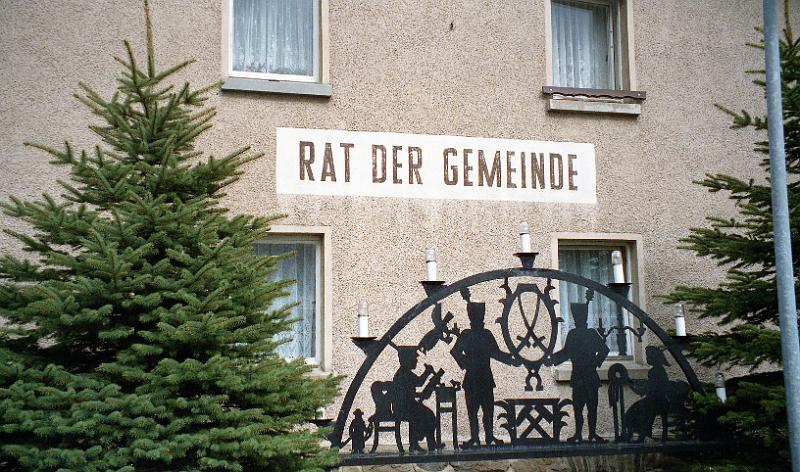 RAT DER GEMEINDE